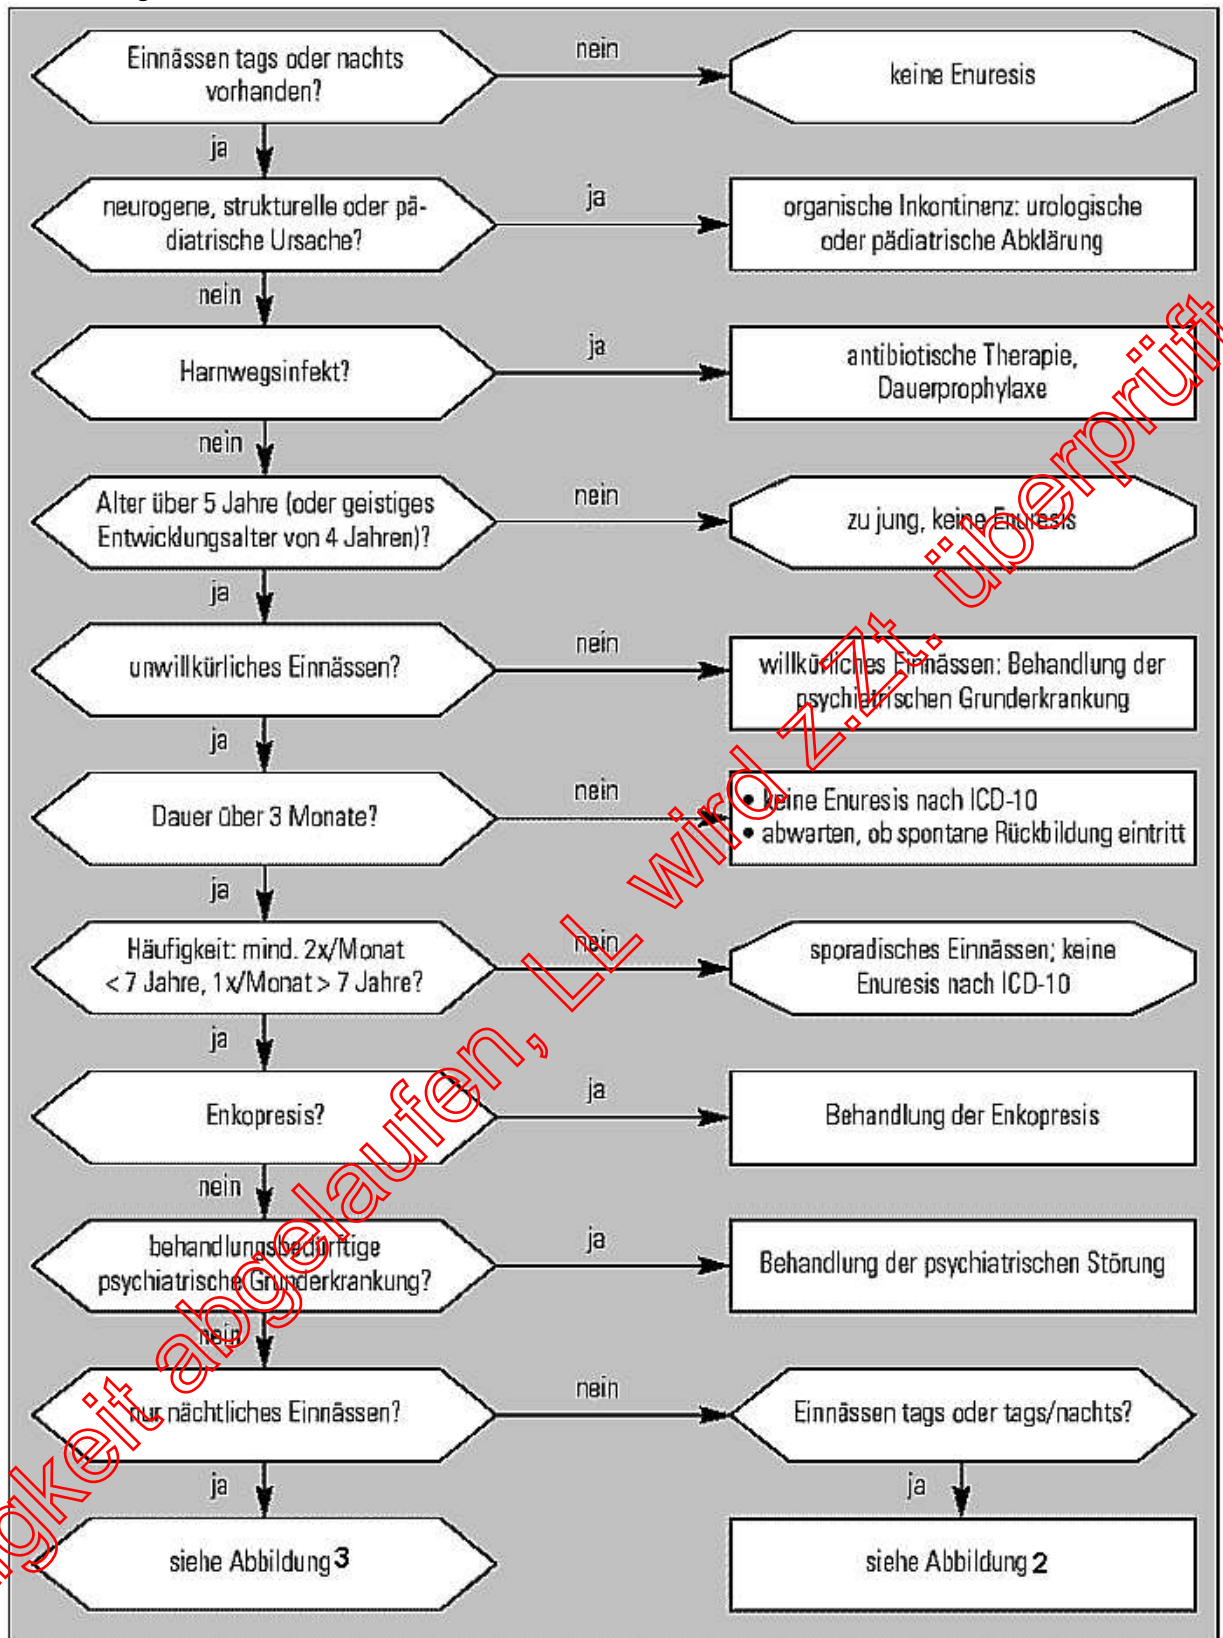 Einnässen tags oder nachts
vorhanden?
nein
keine Enuresis
ja
neurogene, strukturelle oder pä-
diatrische Ursache?
ja
organische Inkontinenz: urologische
oder pädiatrische Abklärung
nein
Harnwegsinfekt?
ja
antibiotische Therapie,
Dauerprophylaxe
nein
Alter über 5 Jahre (oder geistiges
Entwicklungsalter von 4 Jahren)?
nein
zu jung, keine Enuresis
ja
unwillkürliches Einnässen?
nein
willkürliches Einnässen: Behandlung der
psychiatrischen Grunderkrankung
ja
Dauer über 3 Monate?
nein
• keine Enuresis nach ICD-10
• abwarten, ob spontane Rückbildung eintritt
ja
Häufigkeit: mind. 2x/Monat
< 7 Jahre, 1x/Monat > 7 Jahre?
nein
sporadisches Einnässen; keine
Enuresis nach ICD-10
ja
Enkopresis?
ja
Behandlung der Enkopresis
nein
behandlungsbedürftige
psychiatrische Grunderkrankung?
ja
Behandlung der psychiatrischen Störung
nein
nur nächtliches Einnässen?
nein
Einnässen tags oder tags/nachts?
ja
ja
siehe Abbildung 3
siehe Abbildung 2
igkeit abgelaufen, LL wird z.Zt. überprüft